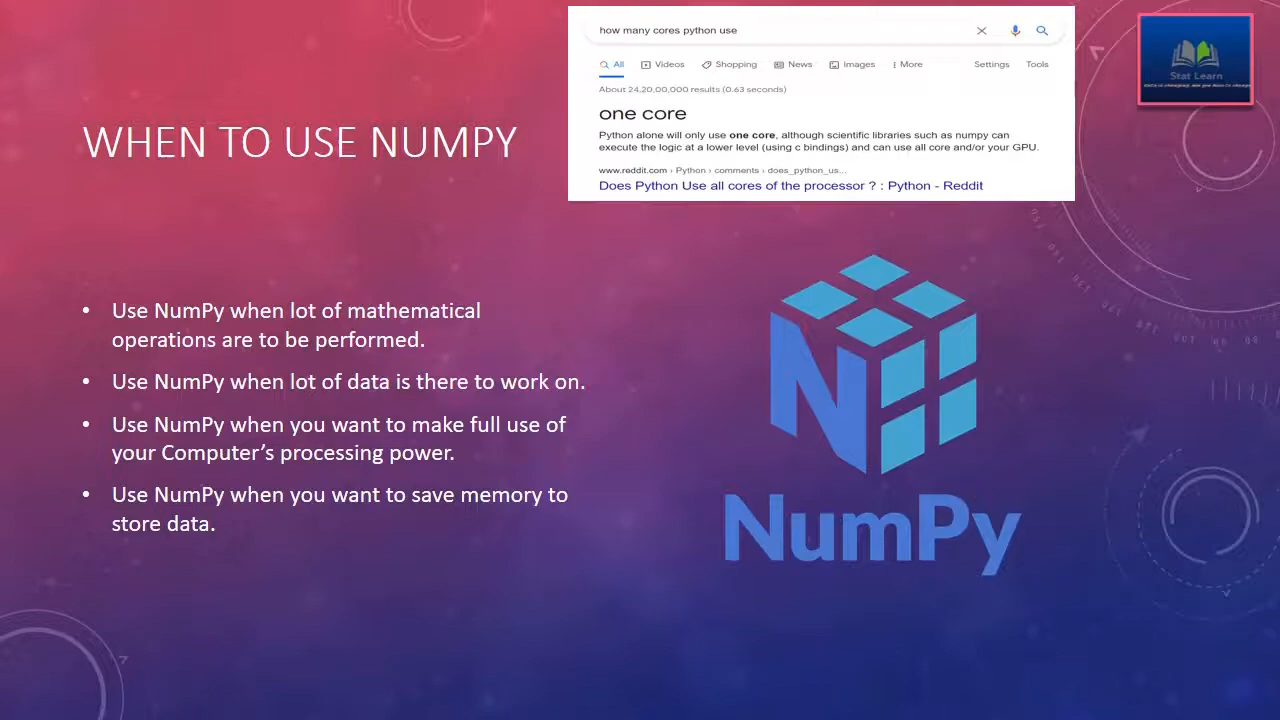 how many cores python use
All Videos Shopping News Images More Settings Tools
About 24,20,00,000 results (0.63 seconds)
one core
Python alone will only use one core, although scientific libraries such as numpy can
execute the logic at a lower level (using c bindings) and can use all core and/or your GPU.
www.reddit.com › Python › comments › does_python_us...
Does Python Use all cores of the processor ? : Python - Reddit
Stat Learn
WHEN TO USE NUMPY
• Use NumPy when lot of mathematical
operations are to be performed.
• Use NumPy when lot of data is there to work on.
• Use NumPy when you want to make full use of
your Computer's processing power.
• Use NumPy when you want to save memory to
store data.
NumPy